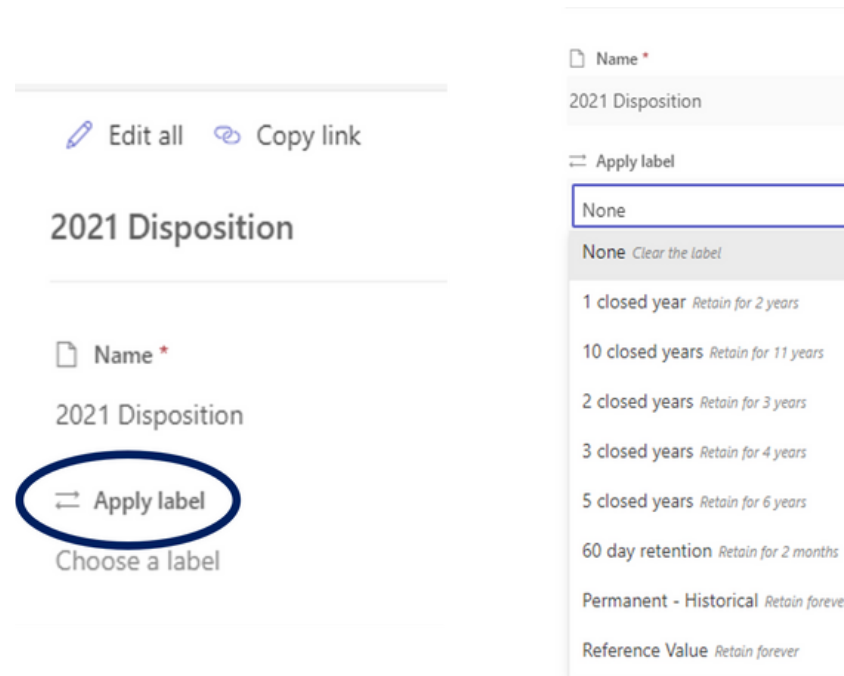 Edit all Copy link
2021 Disposition
Name *
2021 Disposition
Apply label
Choose a label
Name *
2021 Disposition
Apply label
None
None Clear the label
1 closed year Retain for 2 years
10 closed years Retain for 11 years
2 closed years Retain for 3 years
3 closed years Retain for 4 years
5 closed years Retain for 6 years
60 day retention Retain for 2 months
Permanent - Historical Retain foreve
Reference Value Retain forever